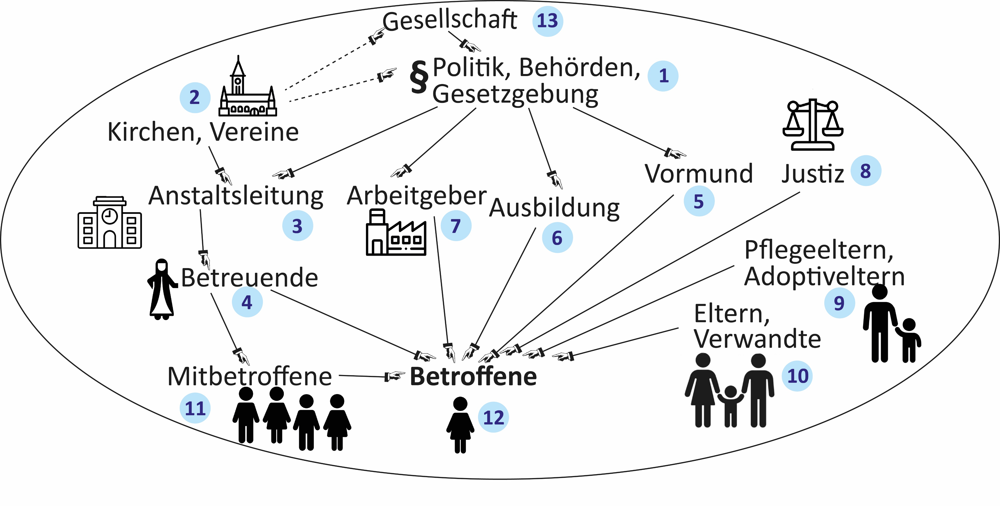 Gesellschaft 13
§ Politik, Behörden, 1
Gesetzgebung
2
Kirchen, Vereine
Vormund
5
Justiz 8
Anstaltsleitung
3
Arbeitgeber
7
Ausbildung
6
Pflegeeltern,
Adoptiveltern
9
Betreuende
4
Eltern,
Verwandte
10
Mitbetroffene
11
Betroffene
12